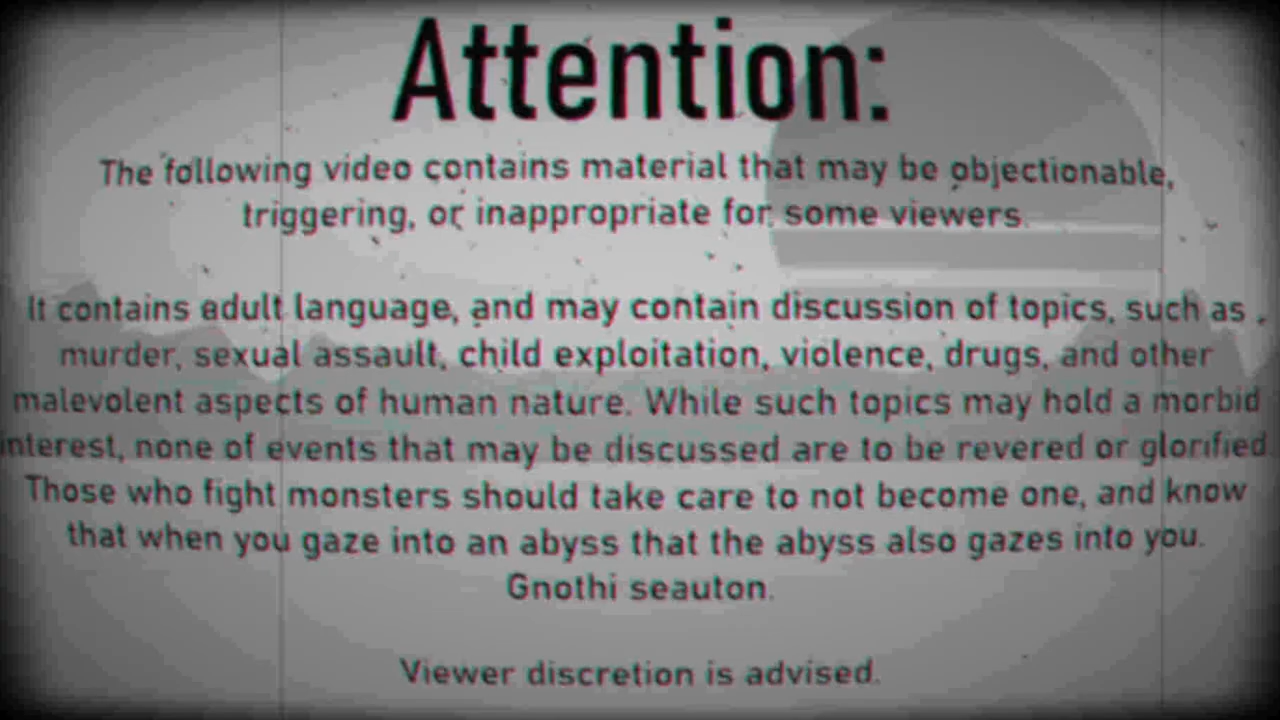 Attention:
The following video contains material that may be objectionable,
triggering, or inappropriate for some viewers.
It contains adult language, and may contain discussion of topics, such as
murder, sexual assault, child exploitation, violence, drugs, and other
malevolent aspects of human nature. While such topics may hold a morbid
interest, none of events that may be discussed are to be revered or glorified.
Those who fight monsters should take care to not become one, and know
that when you gaze into an abyss that the abyss also gazes into you.
Gnothi seauton.
Viewer discretion is advised.